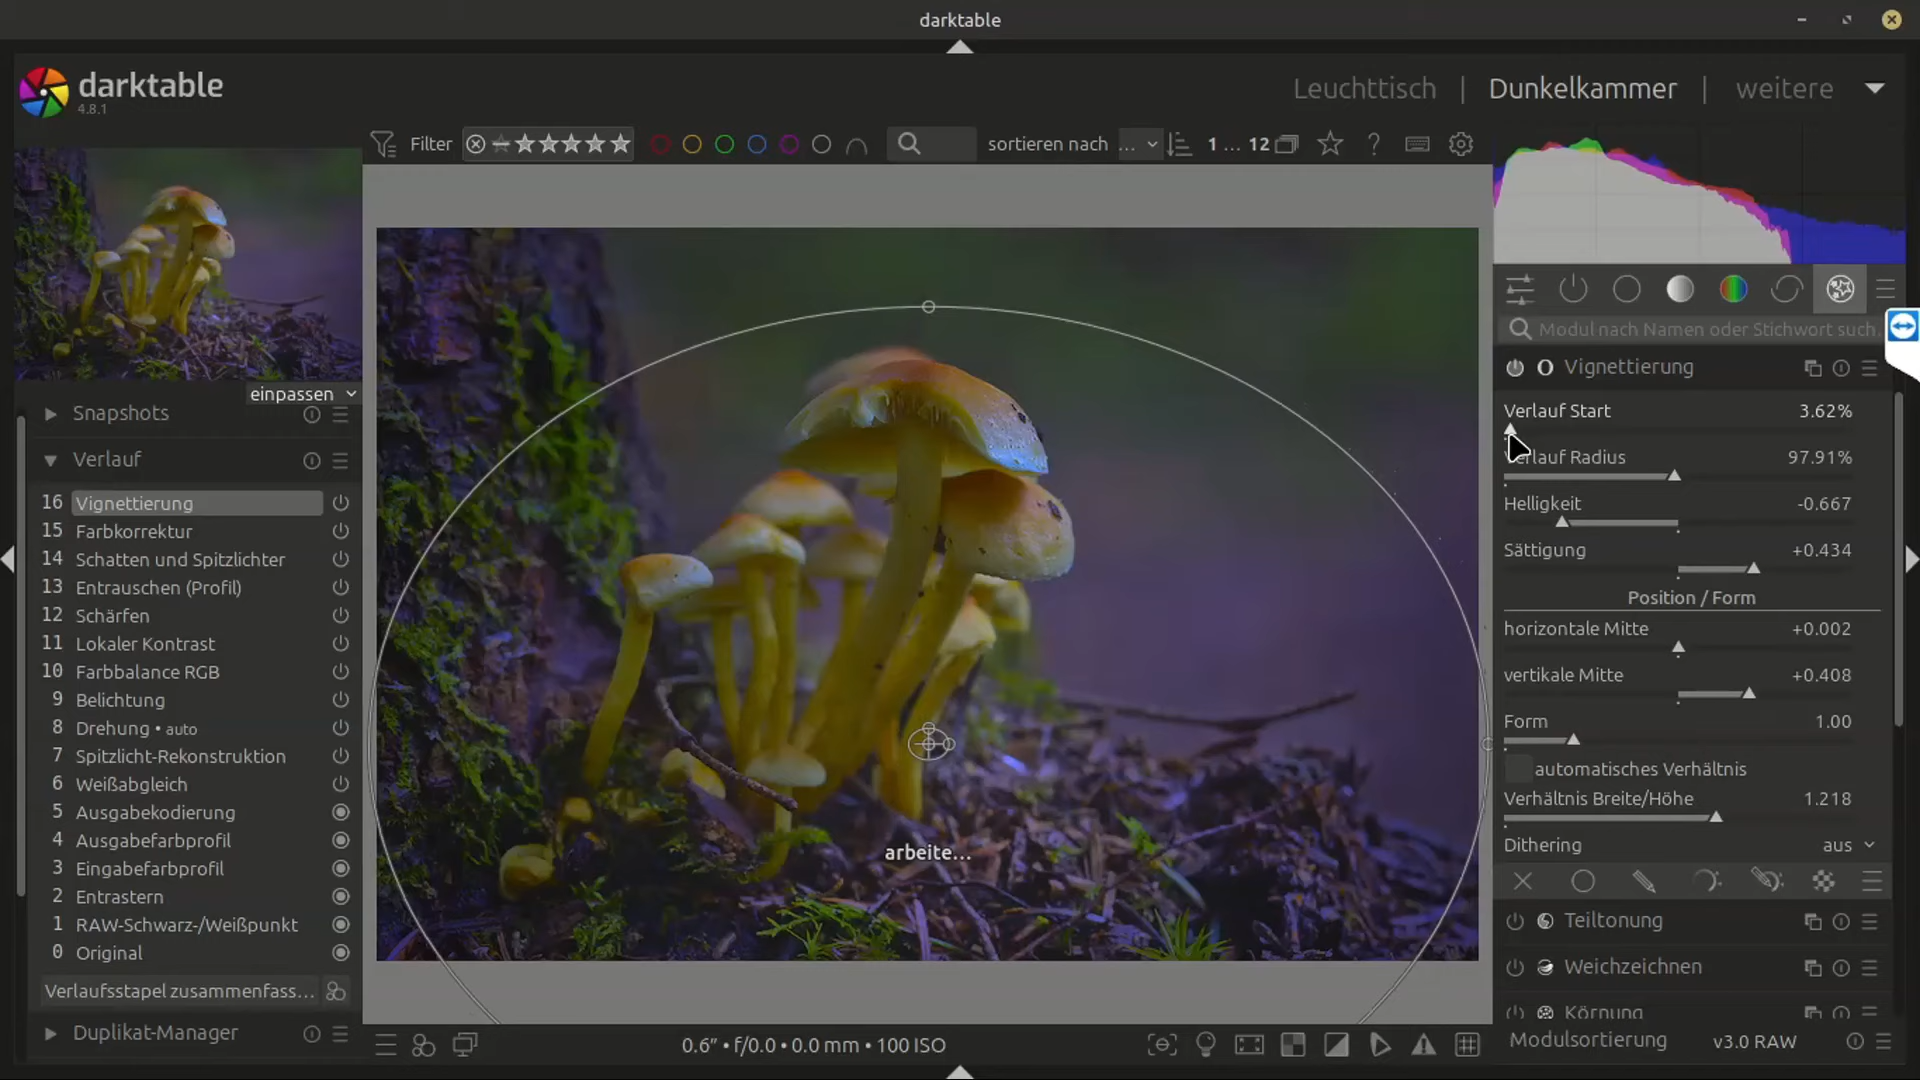 darktable
darktable
4.8.1
Leuchttisch | Dunkelkammer | weitere
Filter
sortieren nach ...
1 ... 12
einpassen
Snapshots
Verlauf
16 Vignettierung
15 Farbkorrektur
14 Schatten und Spitzlichter
13 Entrauschen (Profil)
12 Schärfen
11 Lokaler Kontrast
10 Farbbalance RGB
9 Belichtung
8 Drehung • auto
7 Spitzlicht-Rekonstruktion
6 Weißabgleich
5 Ausgabekodierung
4 Ausgabefarbprofil
3 Eingabefarbprofil
2 Entrastern
1 RAW-Schwarz-/Weißpunkt
0 Original
Verlaufsstapel zusammenfass...
Duplikat-Manager
arbeite...
0.6” • f/0.0 • 0.0 mm • 100 ISO
Modul nach Namen oder Stichwort such
Vignettierung
Verlauf Start 3.62%
erlauf Radius 97.91%
Helligkeit -0.667
Sättigung +0.434
Position / Form
horizontale Mitte +0.002
vertikale Mitte +0.408
Form 1.00
automatisches Verhältnis
Verhältnis Breite/Höhe 1.218
Dithering aus
Teiltonung
Weichzeichnen
Körnung
Modulsortierung v3.0 RAW